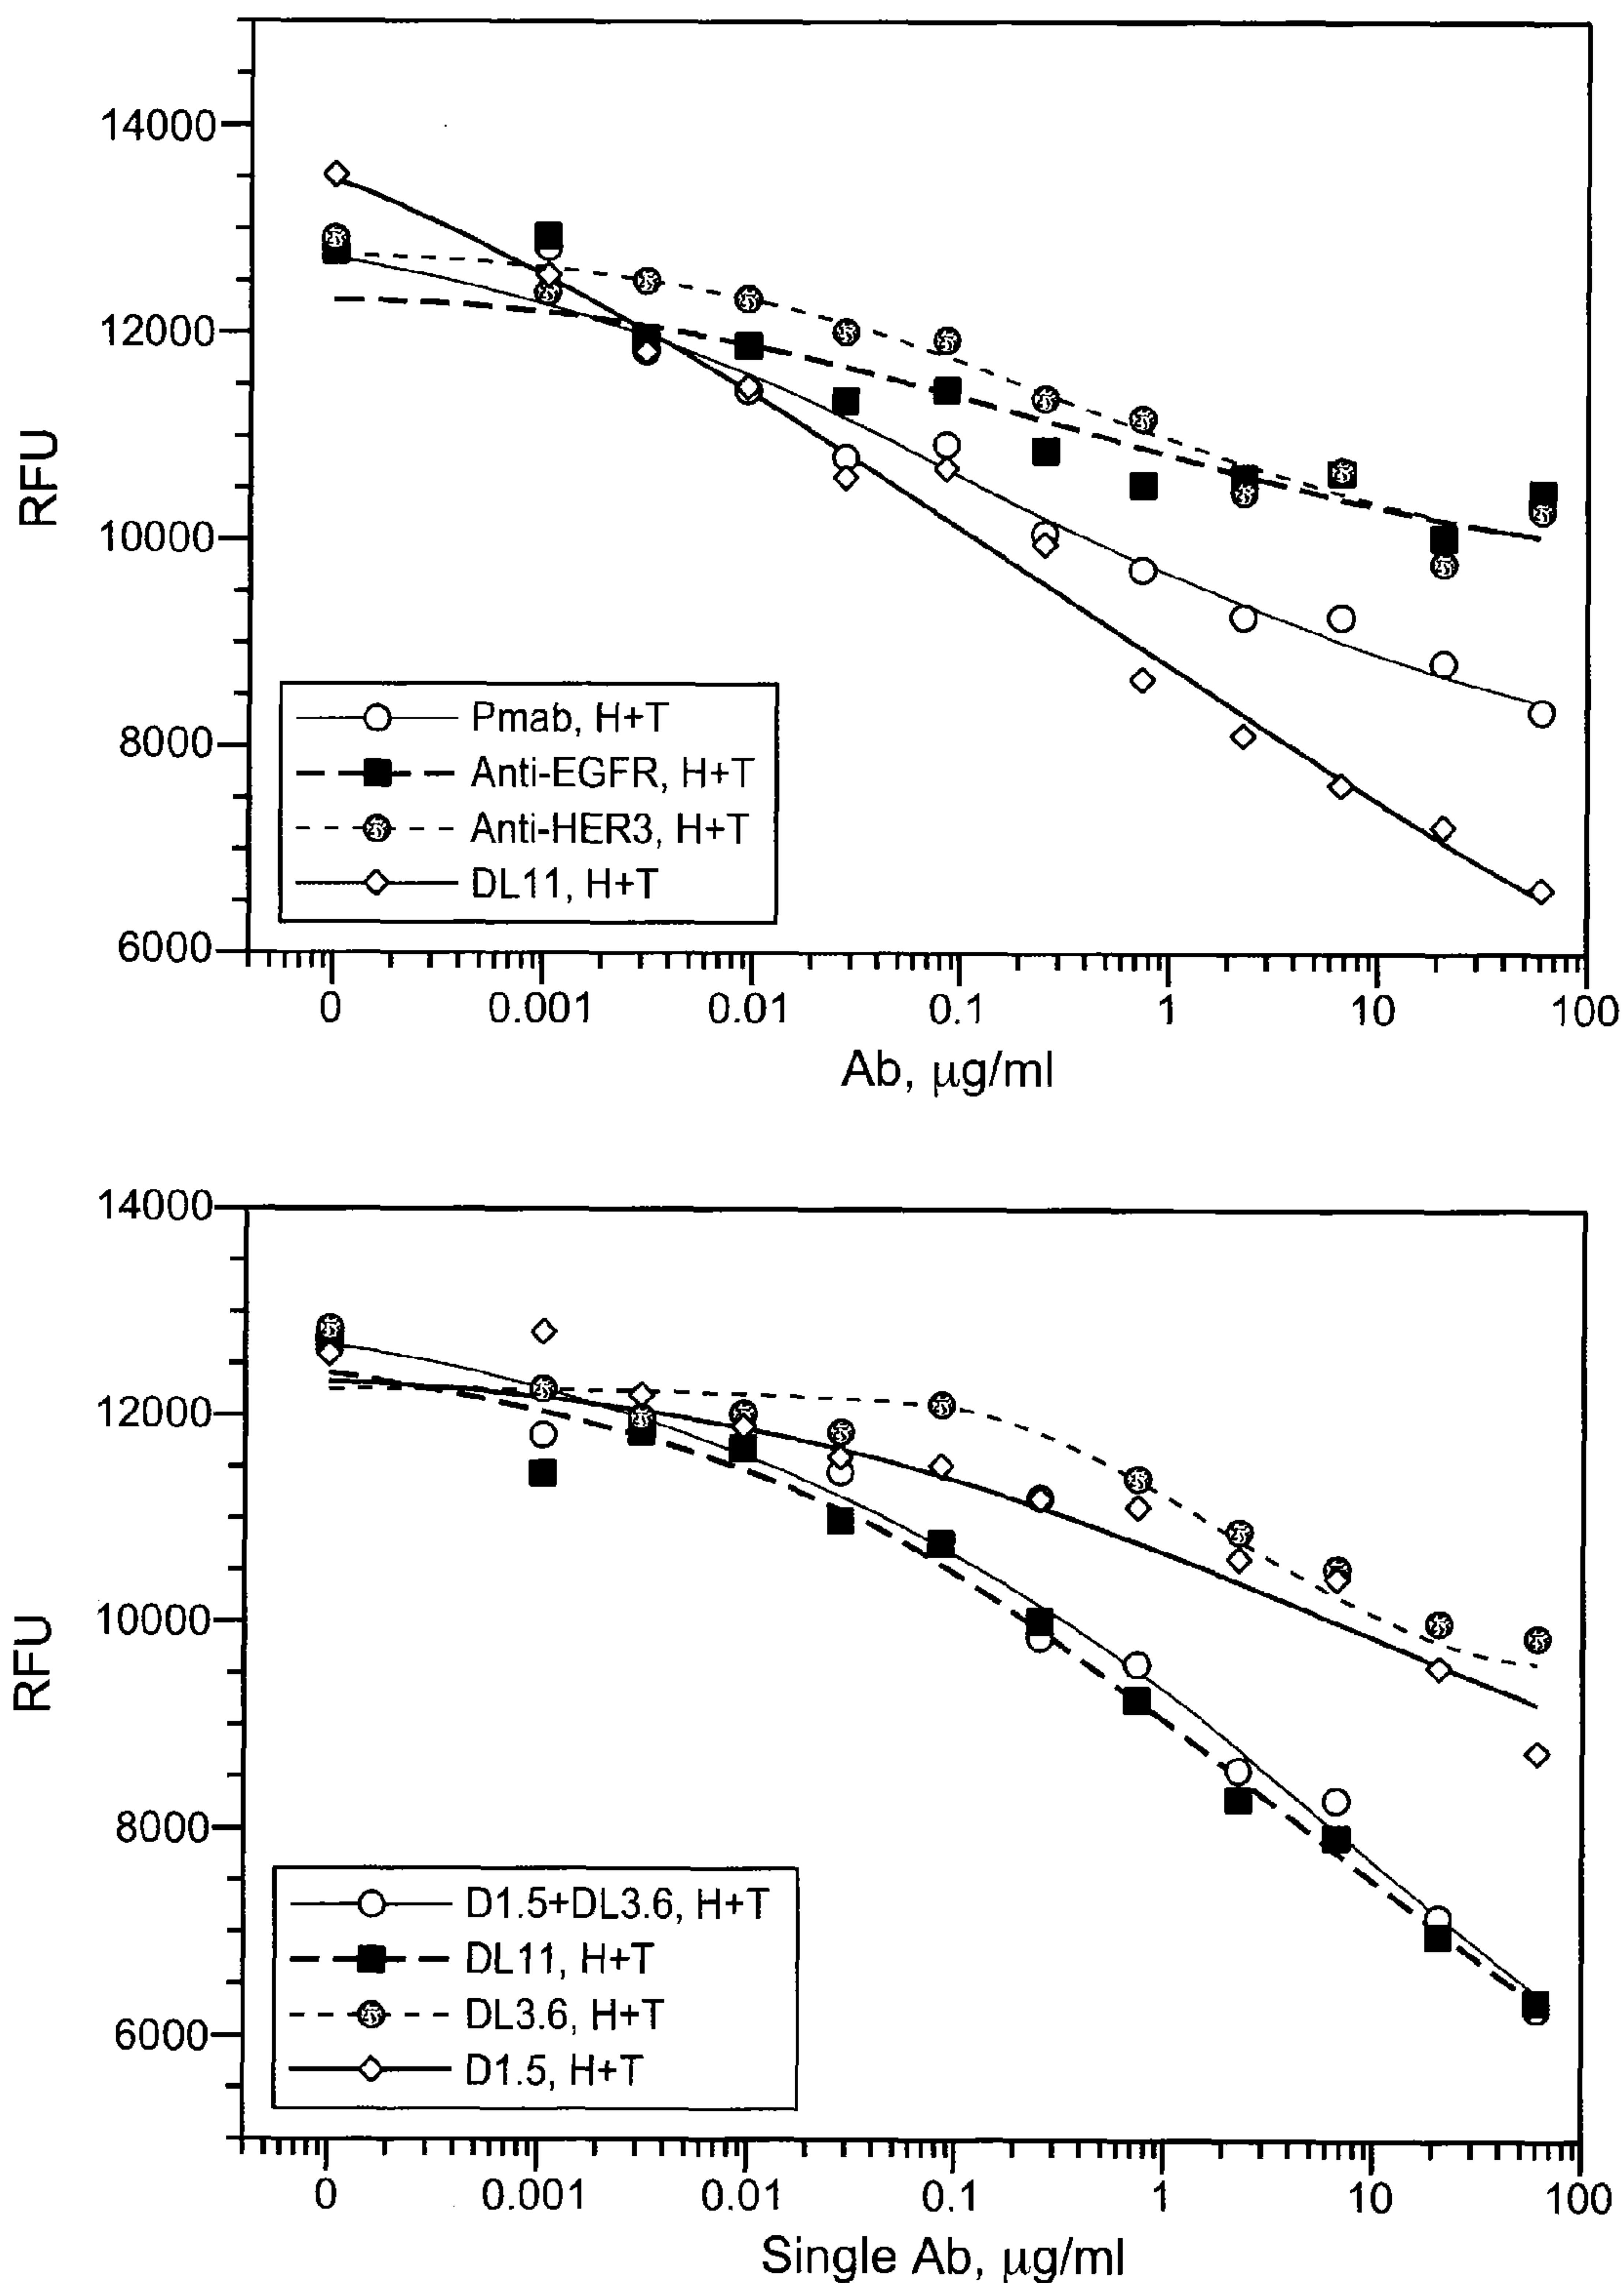 14000
12000
10000
8000
6000
RFU
Pmab, H+T
Anti-EGFR, H+T
Anti-HER3, H+T
DL11, H+T
0 0.001 0.01 0.1 1 10 100
Ab, μg/ml
14000
12000
10000
8000
6000
RFU
D1.5+DL3.6, H+T
DL11, H+T
DL3.6, H+T
D1.5, H+T
0 0.001 0.01 0.1 1 10 100
Single Ab, μg/ml